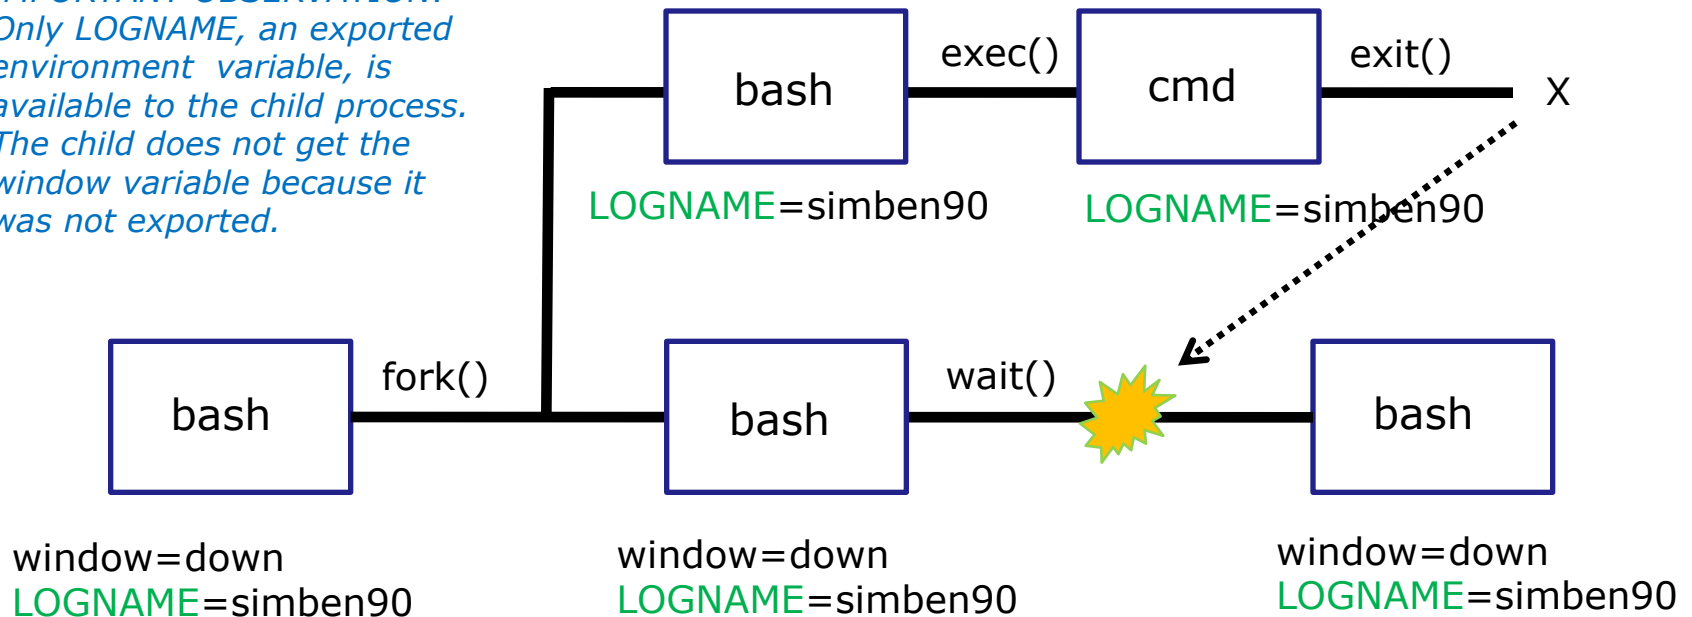 IMPORTANT OBSERVATION:
Only LOGNAME, an exported
environment variable, is
available to the child process.
The child does not get the
window variable because it
was not exported.
bash
exec()
cmd
exit()
X
LOGNAME=simben90
LOGNAME=simben90
bash
fork()
bash
wait()
bash
window=down
LOGNAME=simben90
window=down
LOGNAME=simben90
window=down
LOGNAME=simben90